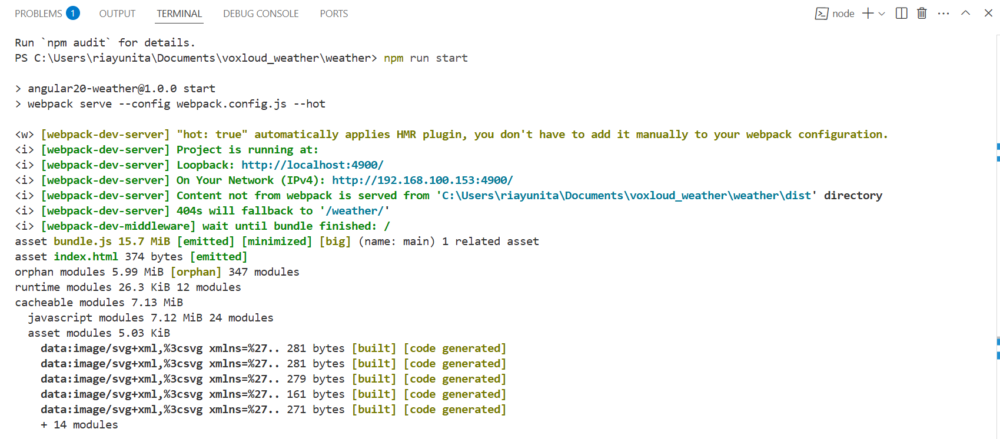 PROBLEMS 1 OUTPUT TERMINAL DEBUG CONSOLE PORTS node
Run `npm audit` for details.
PS C:\Users\riayunita\Documents\voxloud_weather\weather> npm run start
> angular20-weather@1.0.0 start
> webpack serve --config webpack.config.js --hot
<w> [webpack-dev-server] "hot: true" automatically applies HMR plugin, you don't have to add it manually to your webpack configuration.
<i> [webpack-dev-server] Project is running at:
<i> [webpack-dev-server] Loopback: http://localhost:4900/
<i> [webpack-dev-server] On Your Network (IPv4): http://192.168.100.153:4900/
<i> [webpack-dev-server] Content not from webpack is served from 'C:\Users\riayunita\Documents\voxloud_weather\weather\dist' directory
<i> [webpack-dev-server] 404s will fallback to '/weather/'
<i> [webpack-dev-middleware] wait until bundle finished: /
asset bundle.js 15.7 MiB [emitted] [minimized] [big] (name: main) 1 related asset
asset index.html 374 bytes [emitted]
orphan modules 5.99 MiB [orphan] 347 modules
runtime modules 26.3 KiB 12 modules
cacheable modules 7.13 MiB
  javascript modules 7.12 MiB 24 modules
  asset modules 5.03 KiB
    data:image/svg+xml,%3csvg xmlns=%27.. 281 bytes [built] [code generated]
    data:image/svg+xml,%3csvg xmlns=%27.. 281 bytes [built] [code generated]
    data:image/svg+xml,%3csvg xmlns=%27.. 279 bytes [built] [code generated]
    data:image/svg+xml,%3csvg xmlns=%27.. 161 bytes [built] [code generated]
    data:image/svg+xml,%3csvg xmlns=%27.. 271 bytes [built] [code generated]
    + 14 modules